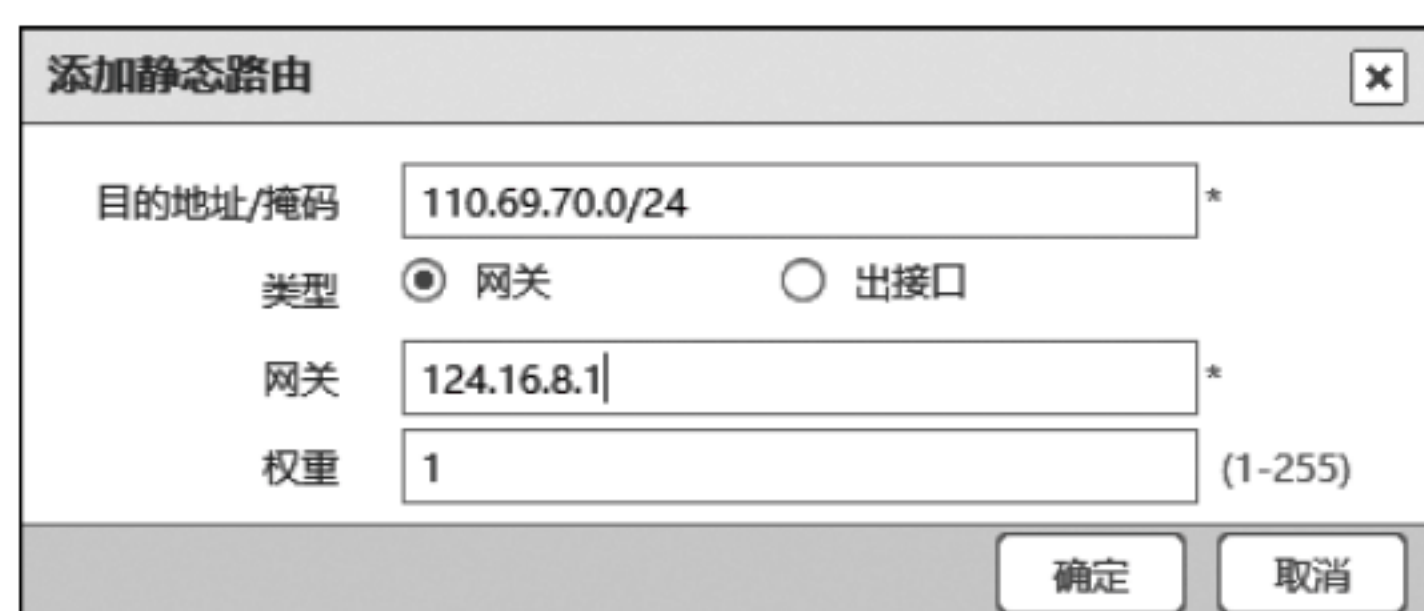 添加静态路由
目的地址/掩码 110.69.70.0/24 *
类型 网关 出接口
网关 124.16.8.1 *
权重 1 (1-255)
确定 取消